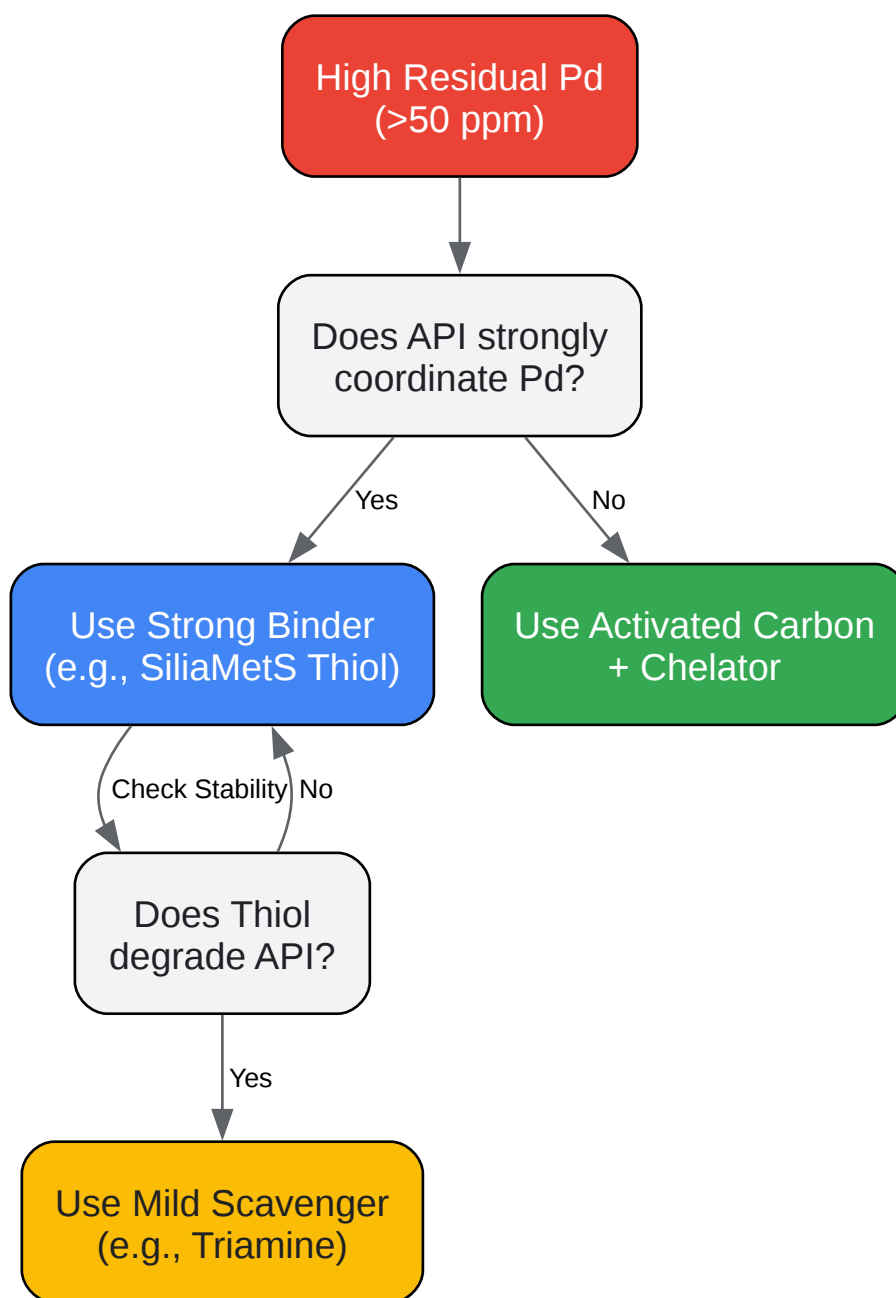 High Residual Pd
(>50 ppm)
Does API strongly
coordinate Pd?
Yes
No
Use Strong Binder
(e.g., SiliaMetS Thiol)
Use Activated Carbon
+ Chelator
Check Stability
No
Does Thiol
degrade API?
Yes
Use Mild Scavenger
(e.g., Triamine)